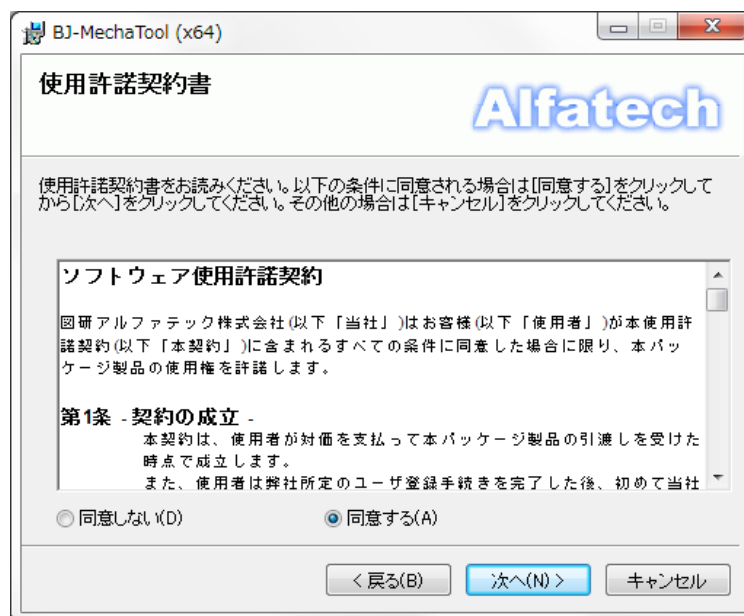 BJ-MechaTool (x64)
使用許諾契約書
Alfatech
使用許諾契約書をお読みください。以下の条件に同意される場合は[同意する]をクリックして
から[次へ]をクリックしてください。その他の場合は[キャンセル]をクリックしてください。
ソフトウェア使用許諾契約
図研アルファテック株式会社(以下「当社」)はお客様(以下「使用者」)が本使用許
諾契約(以下「本契約」)に含まれるすべての条件に同意した場合に限り、本パッ
ケージ製品の使用権を許諾します。
第1条 - 契約の成立 -
本契約は、使用者が対価を支払って本パッケージ製品の引渡しを受けた
時点で成立します。
また、使用者は弊社所定のユーザ登録手続きを完了した後、初めて当社
同意しない(D)
同意する(A)
< 戻る(B)
次へ(N) >
キャンセル